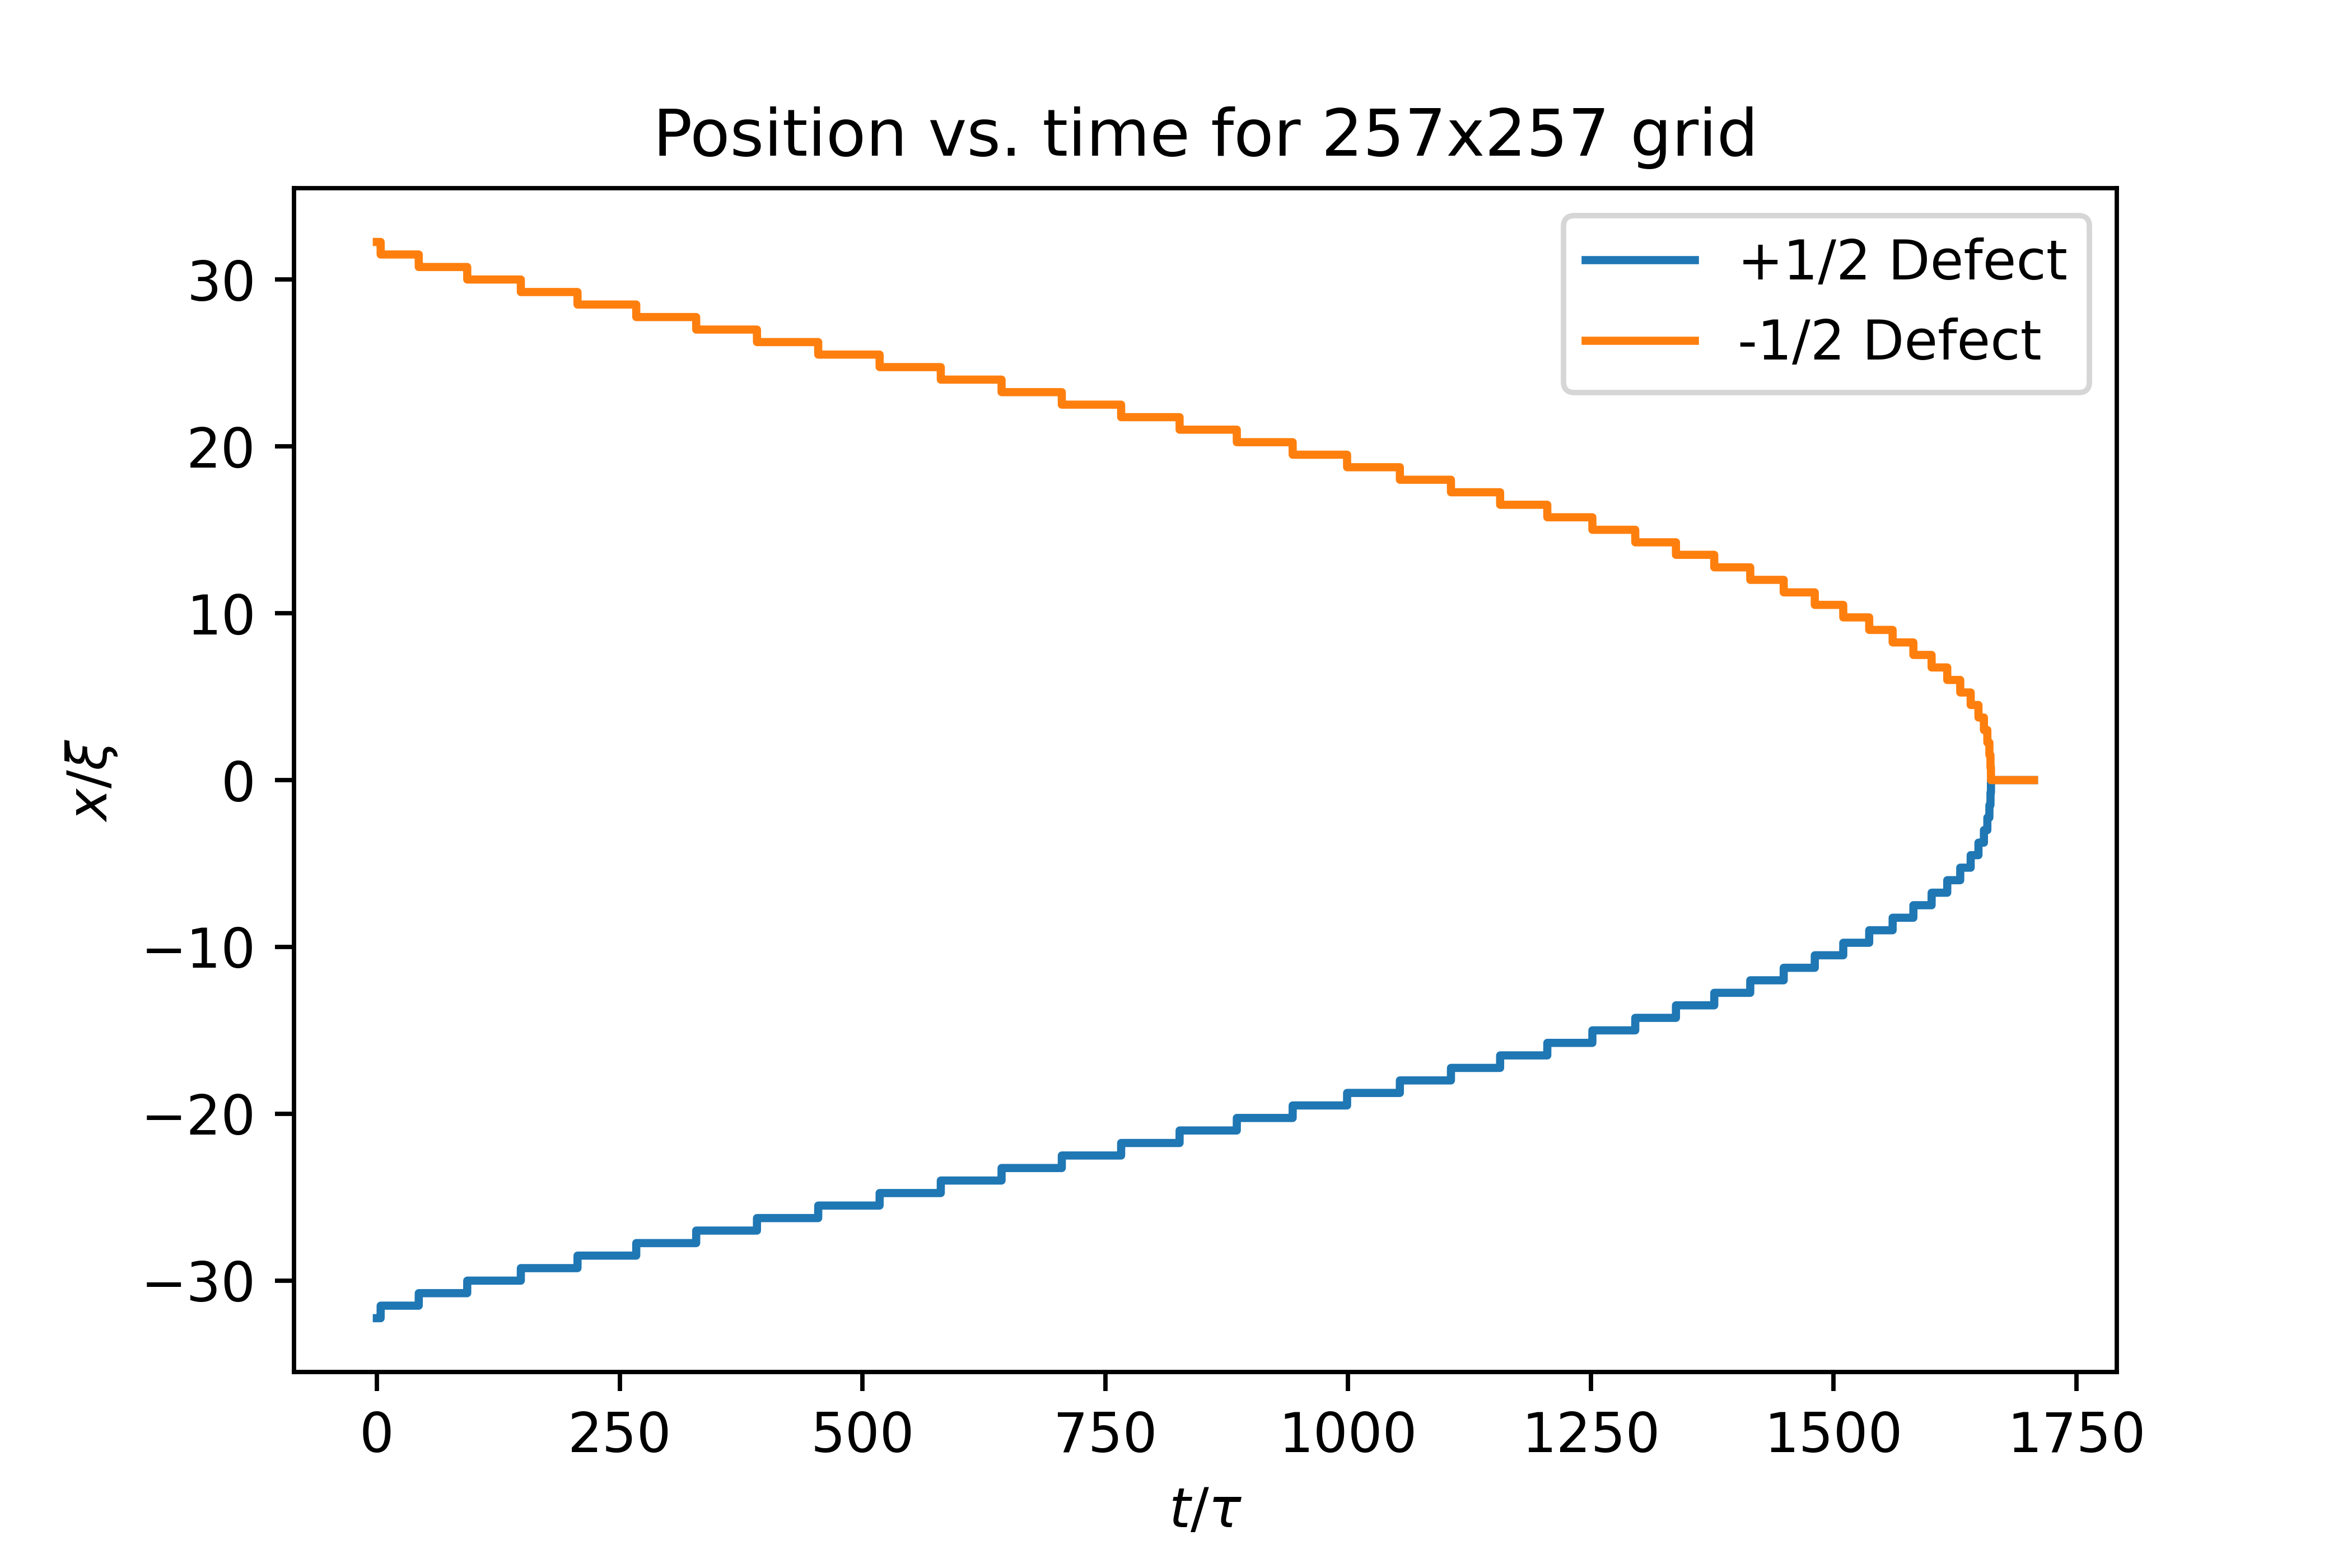 Position vs. time for 257x257 grid
+1/2 Defect
-1/2 Defect
30
20
10
0
−10
−20
−30
x/ξ
0 250 500 750 1000 1250 1500 1750
t/τ